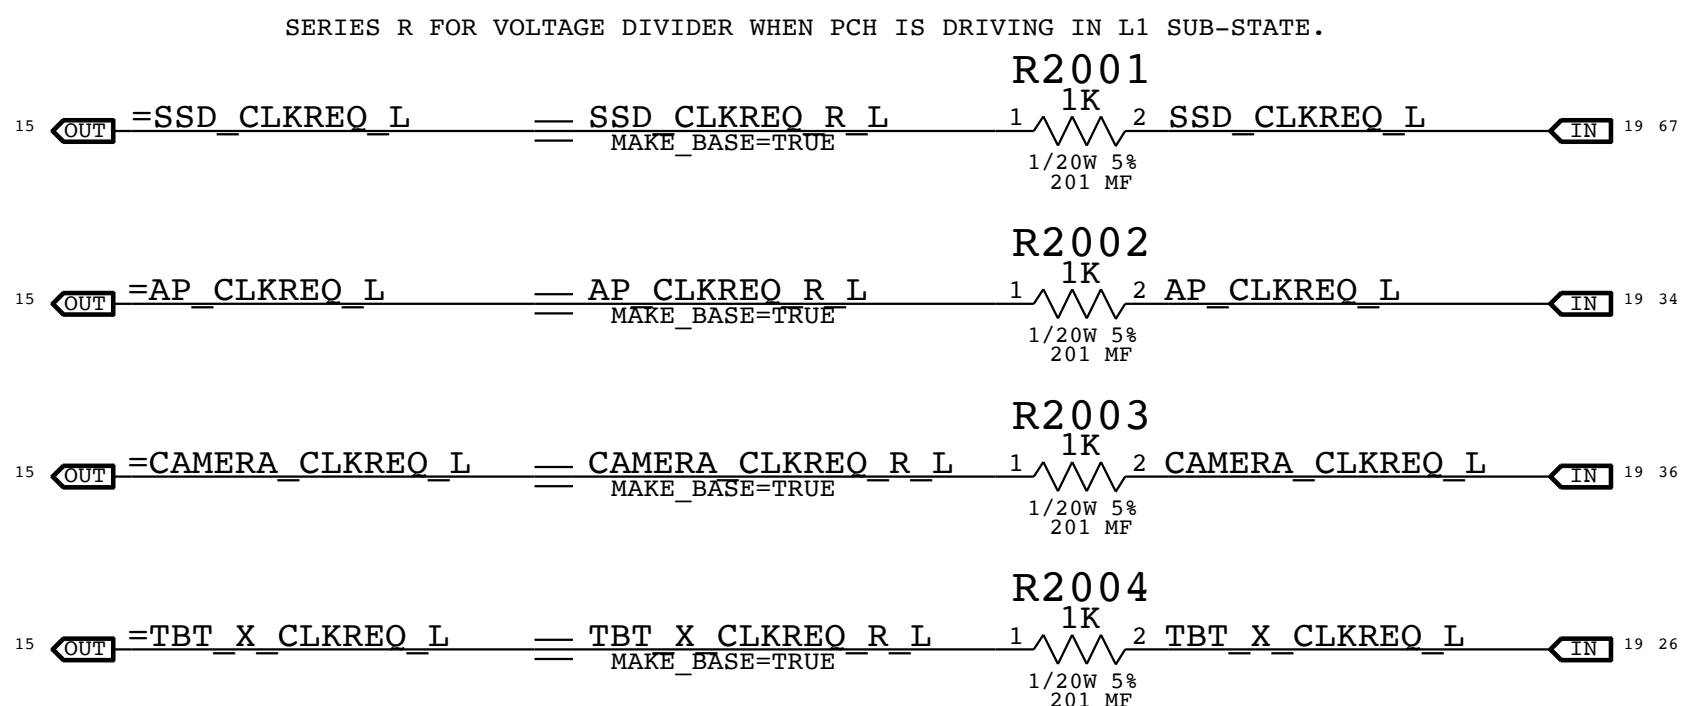 SERIES R FOR VOLTAGE DIVIDER WHEN PCH IS DRIVING IN L1 SUB-STATE.
R2001
1K
15 OUT =SSD_CLKREQ_L SSD_CLKREQ_R_L 1 2 SSD_CLKREQ_L IN 19 67
MAKE_BASE=TRUE
1/20W 5%
201 MF
R2002
1K
15 OUT =AP_CLKREQ_L AP_CLKREQ_R_L 1 2 AP_CLKREQ_L IN 19 34
MAKE_BASE=TRUE
1/20W 5%
201 MF
R2003
1K
15 OUT =CAMERA_CLKREQ_L CAMERA_CLKREQ_R_L 1 2 CAMERA_CLKREQ_L IN 19 36
MAKE_BASE=TRUE
1/20W 5%
201 MF
R2004
1K
15 OUT =TBT_X_CLKREQ_L TBT_X_CLKREQ_R_L 1 2 TBT_X_CLKREQ_L IN 19 26
MAKE_BASE=TRUE
1/20W 5%
201 MF